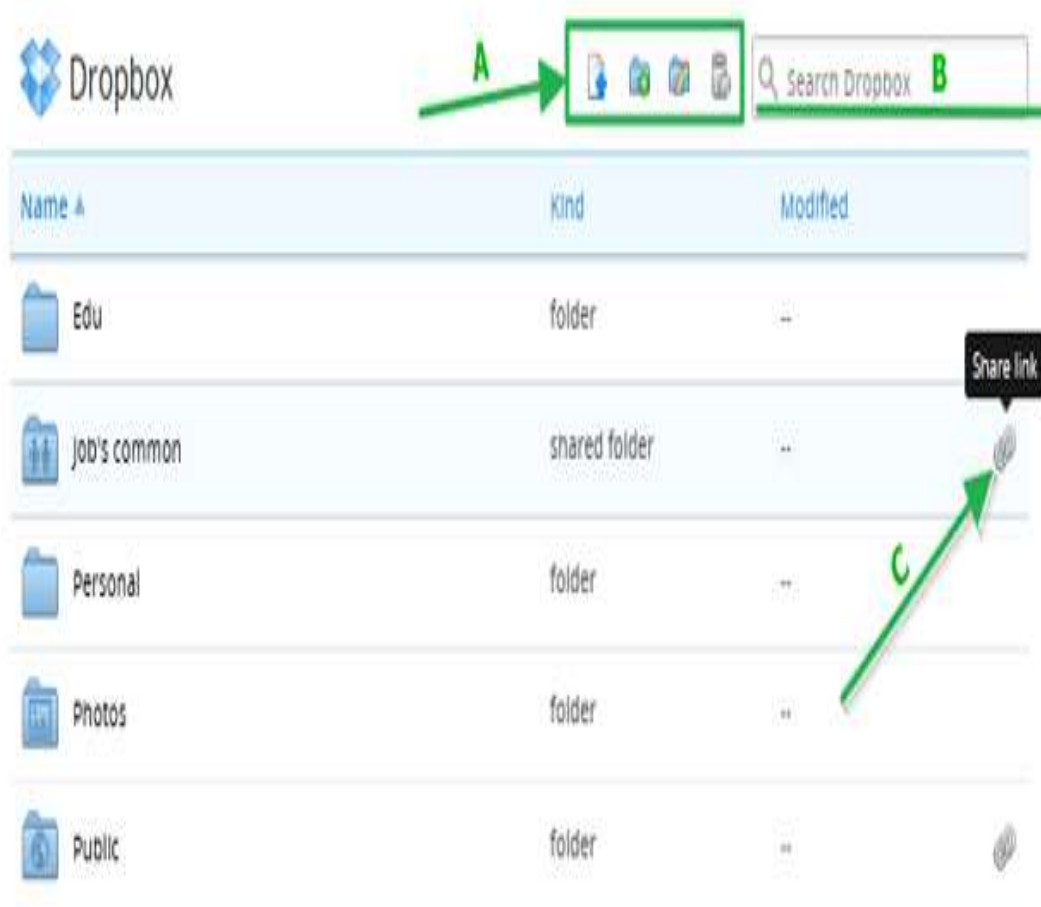 Dropbox
A
Search Dropbox B
Name Kind Modified
Edu folder --
Share link
Job's common shared folder --
Personal folder --
C
Photos folder --
Public folder --